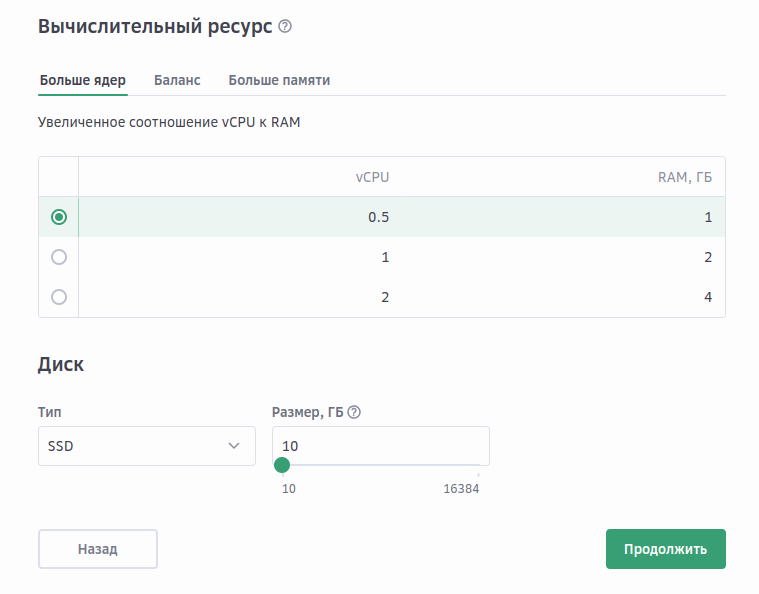 Вычислительный ресурс ?
Больше ядер Баланс Больше памяти
Увеличенное соотношение vCPU к RAM
vCPU RAM, ГБ
0.5 1
1 2
2 4
Диск
Тип Размер, ГБ ?
SSD 10
10 16384
Назад Продолжить